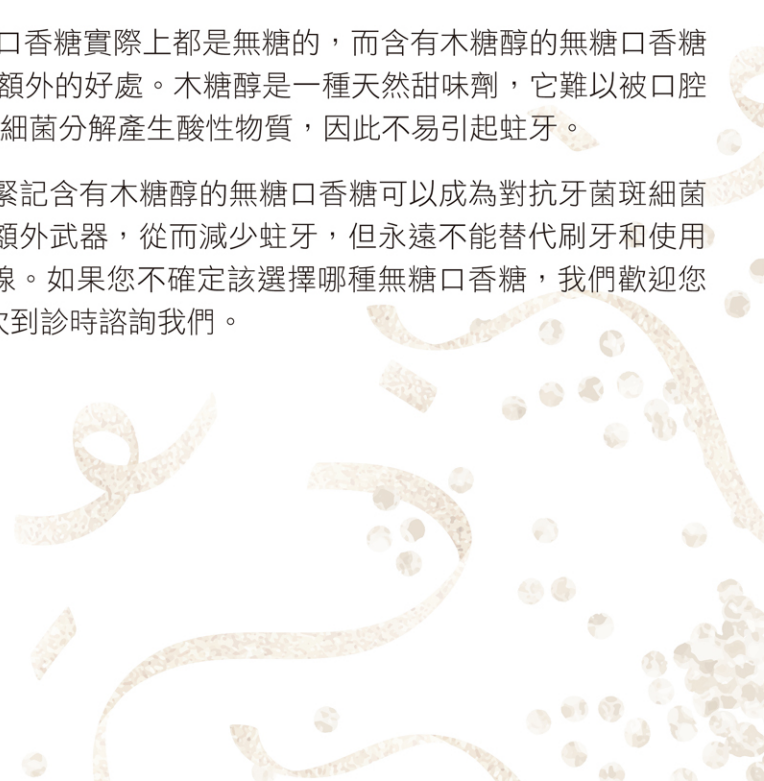 口香糖實際上都是無糖的，而含有木糖醇的無糖口香糖
額外的好處。木糖醇是一種天然甜味劑，它難以被口腔
細菌分解產生酸性物質，因此不易引起蛀牙。
緊記含有木糖醇的無糖口香糖可以成為對抗牙菌斑細菌
額外武器，從而減少蛀牙，但永遠不能替代刷牙和使用
線。如果您不確定該選擇哪種無糖口香糖，我們歡迎您
到診時諮詢我們。